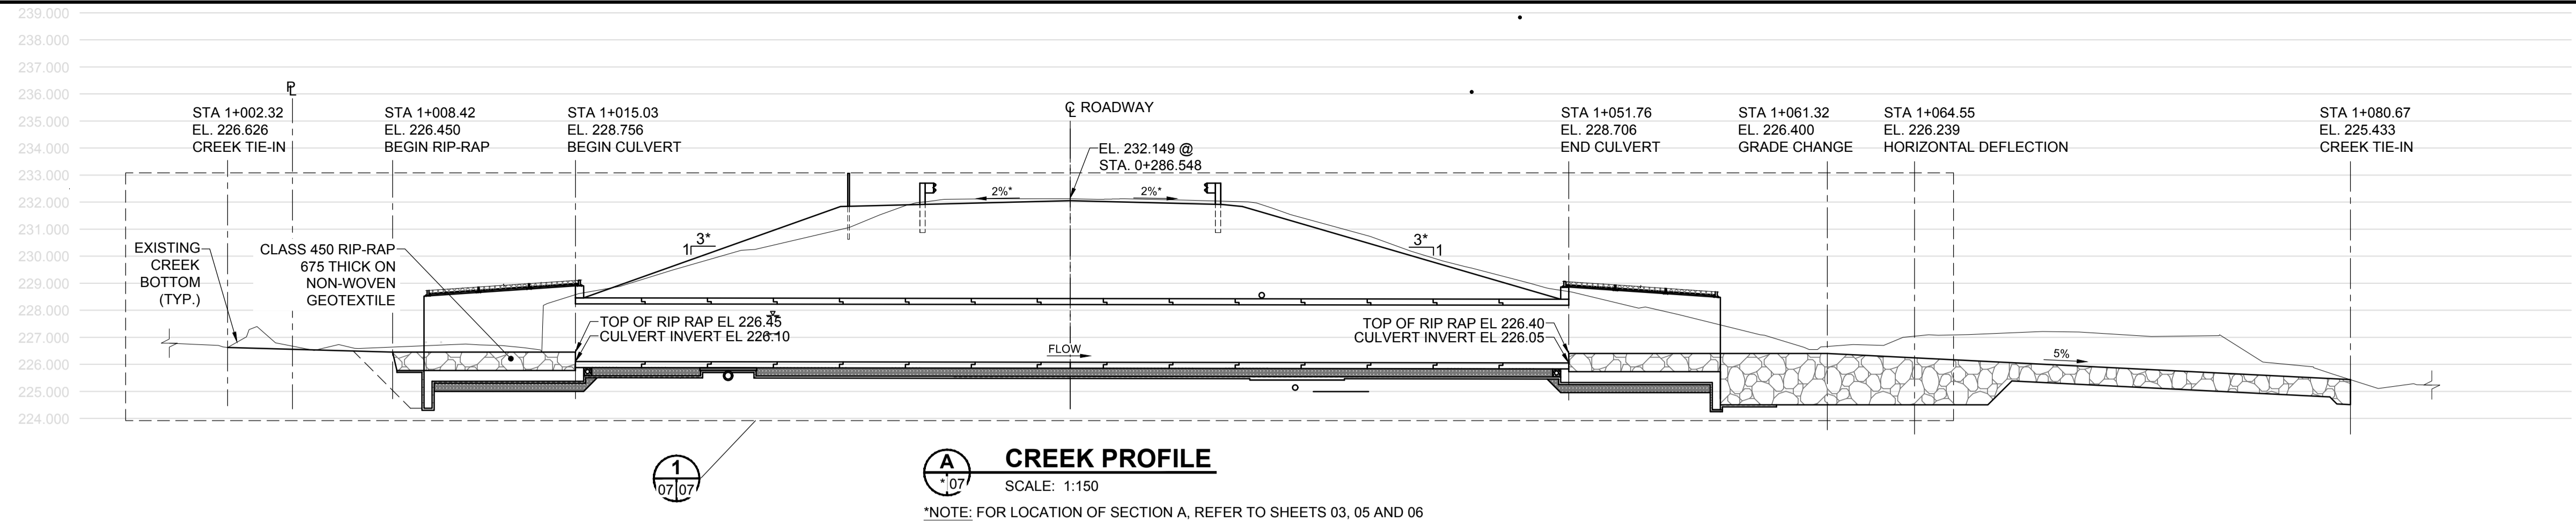 239.000
238.000
237.000
236.000
235.000
234.000
233.000
232.000
231.000
230.000
229.000
228.000
227.000
226.000
225.000
224.000
PL
STA 1+002.32
EL. 226.626
CREEK TIE-IN
STA 1+008.42
EL. 226.450
BEGIN RIP-RAP
STA 1+015.03
EL. 228.756
BEGIN CULVERT
CL ROADWAY
EL. 232.149 @
STA. 0+286.548
STA 1+051.76
EL. 228.706
END CULVERT
STA 1+061.32
EL. 226.400
GRADE CHANGE
STA 1+064.55
EL. 226.239
HORIZONTAL DEFLECTION
STA 1+080.67
EL. 225.433
CREEK TIE-IN
2%*
2%*
3*
1
3*
1
EXISTING
CREEK
BOTTOM
(TYP.)
CLASS 450 RIP-RAP
675 THICK ON
NON-WOVEN
GEOTEXTILE
TOP OF RIP RAP EL 226.45
CULVERT INVERT EL 226.10
FLOW
TOP OF RIP RAP EL 226.40
CULVERT INVERT EL 226.05
5%
1
07 07
A
* 07
CREEK PROFILE
SCALE: 1:150
*NOTE: FOR LOCATION OF SECTION A, REFER TO SHEETS 03, 05 AND 06